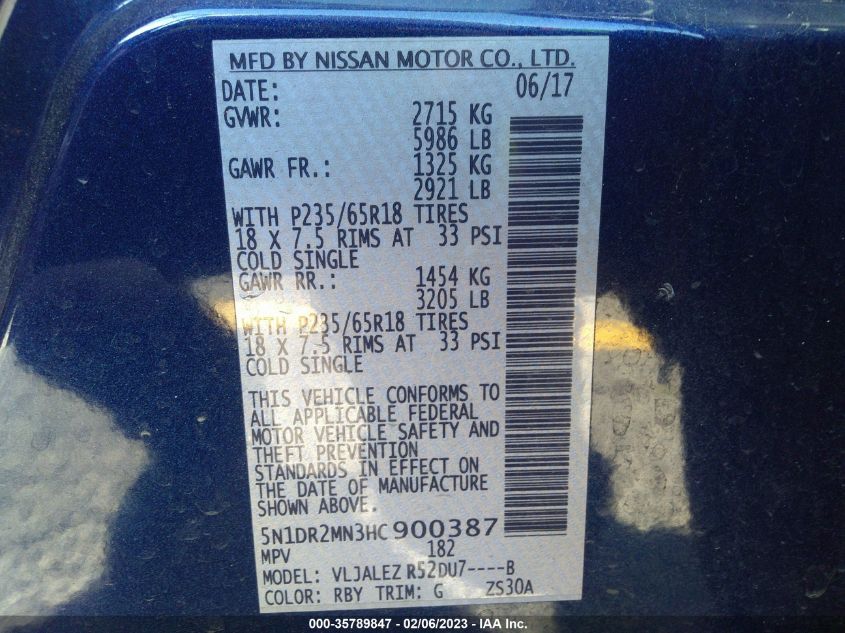 MFD BY NISSAN MOTOR CO., LTD.
DATE: 06/17
GVWR: 2715 KG
5986 LB
GAWR FR.: 1325 KG
2921 LB
WITH P235/65R18 TIRES
18 X 7.5 RIMS AT 33 PSI
COLD SINGLE
GAWR RR.: 1454 KG
3205 LB
WITH P235/65R18 TIRES
18 X 7.5 RIMS AT 33 PSI
COLD SINGLE
THIS VEHICLE CONFORMS TO
ALL APPLICABLE FEDERAL
MOTOR VEHICLE SAFETY AND
THEFT PREVENTION
STANDARDS IN EFFECT ON
THE DATE OF MANUFACTURE
SHOWN ABOVE.
5N1DR2MN3HC900387
MPV 182
MODEL: VLJALEZ R52DU7----B
COLOR: RBY TRIM: G ZS30A
000-35789847 - 02/06/2023 - IAA Inc.